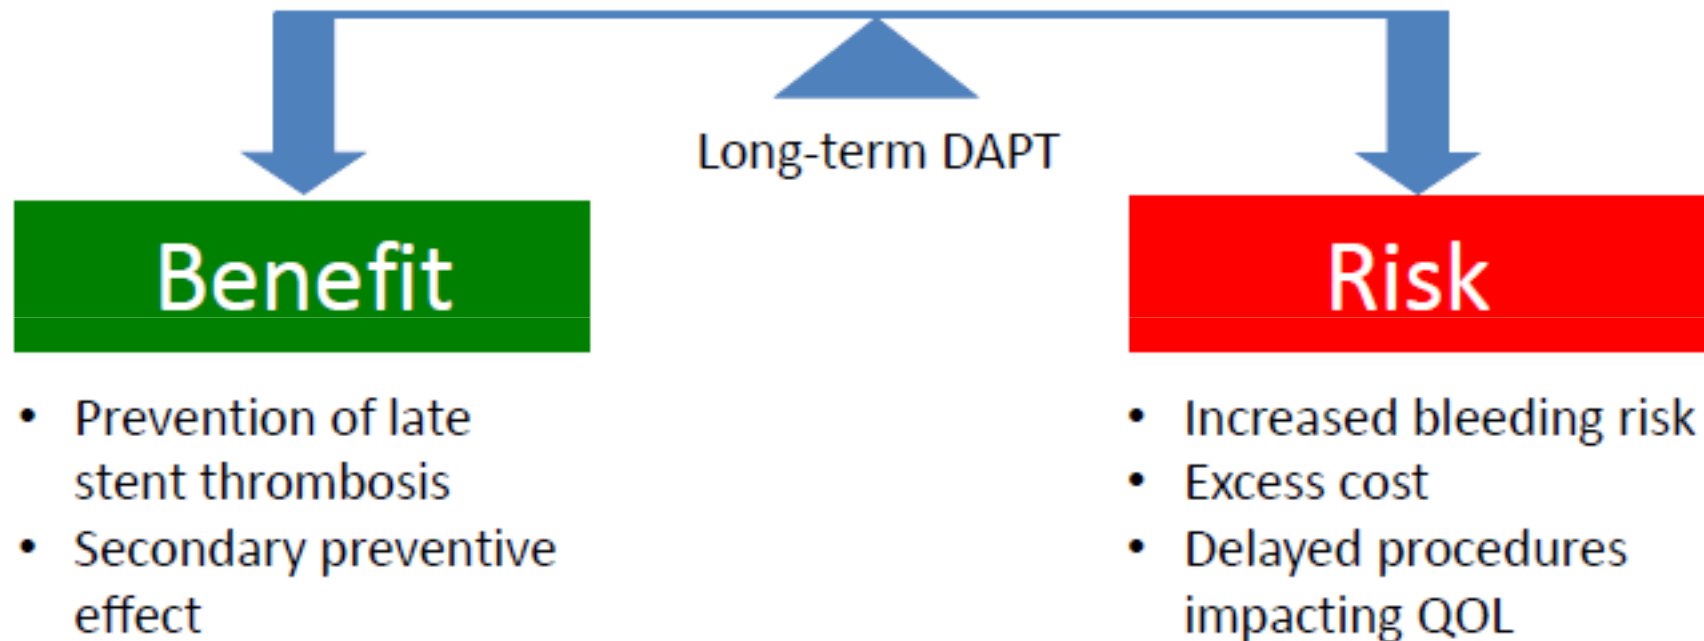 Long-term DAPT
Benefit
• Prevention of late
stent thrombosis
• Secondary preventive
effect
Risk
• Increased bleeding risk
• Excess cost
• Delayed procedures
impacting QOL